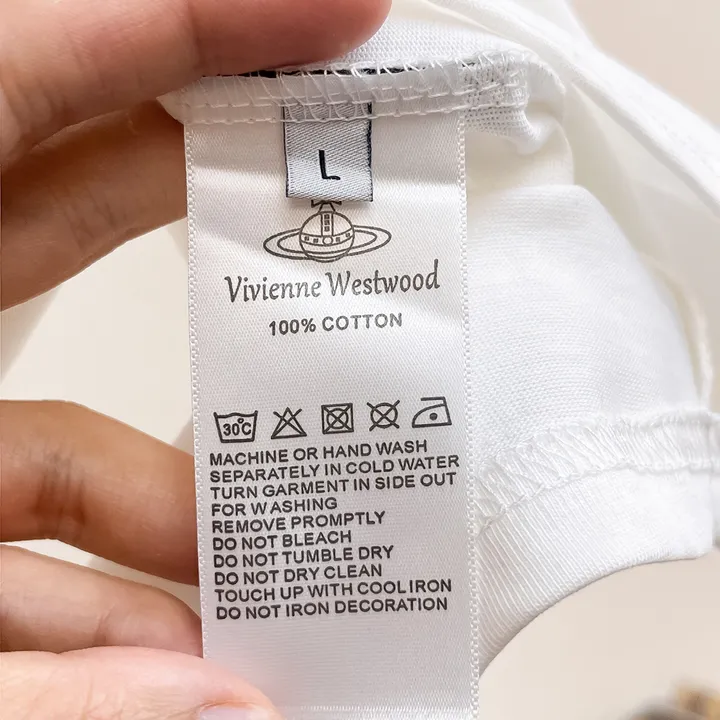 L
Vivienne Westwood
100% COTTON
30°C
MACHINE OR HAND WASH
SEPARATELY IN COLD WATER
TURN GARMENT IN SIDE OUT
FOR WASHING
REMOVE PROMPTLY
DO NOT BLEACH
DO NOT TUMBLE DRY
DO NOT DRY CLEAN
TOUCH UP WITH COOL IRON
DO NOT IRON DECORATION